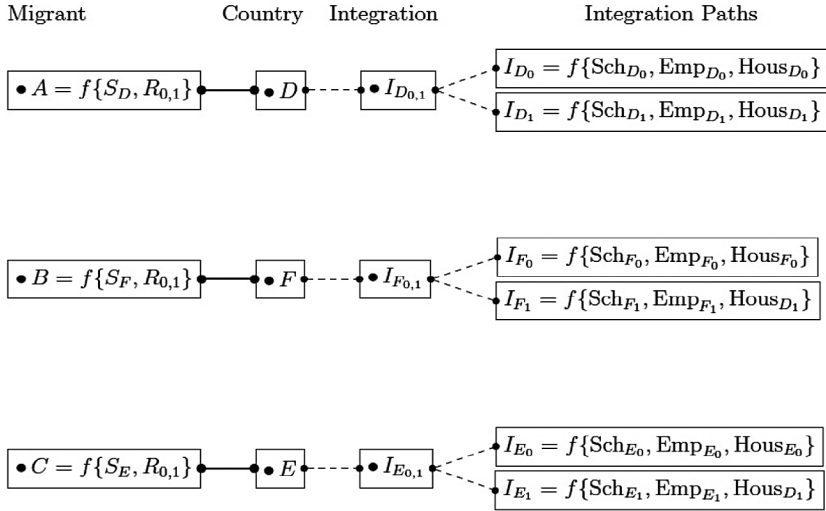 Migrant Country Integration Integration Paths
• A = f{S_D, R_{0,1}} • D • I_{D_{0,1}}
I_{D_0} = f{Sch_{D_0}, Emp_{D_0}, Hous_{D_0}}
I_{D_1} = f{Sch_{D_1}, Emp_{D_1}, Hous_{D_1}}
• B = f{S_F, R_{0,1}} • F • I_{F_{0,1}}
I_{F_0} = f{Sch_{F_0}, Emp_{F_0}, Hous_{F_0}}
I_{F_1} = f{Sch_{F_1}, Emp_{F_1}, Hous_{D_1}}
• C = f{S_E, R_{0,1}} • E • I_{E_{0,1}}
I_{E_0} = f{Sch_{E_0}, Emp_{E_0}, Hous_{E_0}}
I_{E_1} = f{Sch_{E_1}, Emp_{E_1}, Hous_{D_1}}